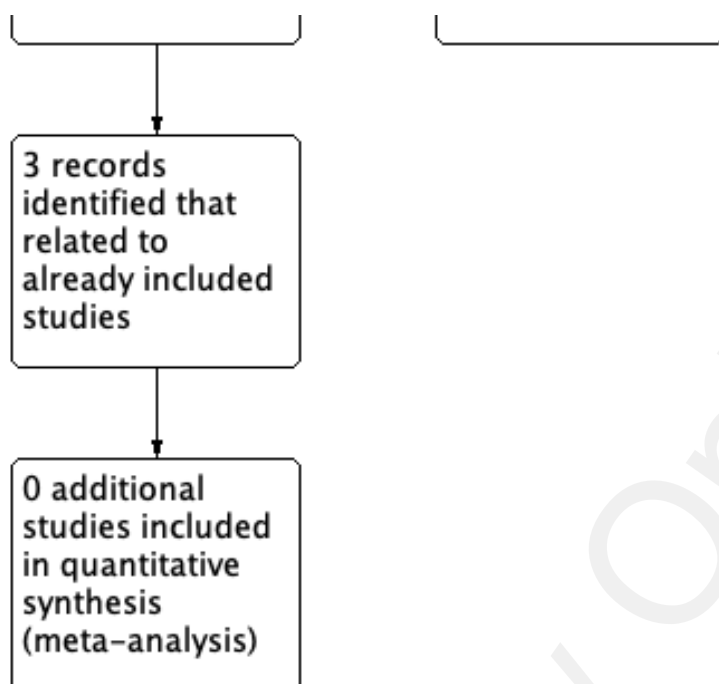 3 records
identified that
related to
already included
studies
0 additional
studies included
in quantitative
synthesis
(meta-analysis)